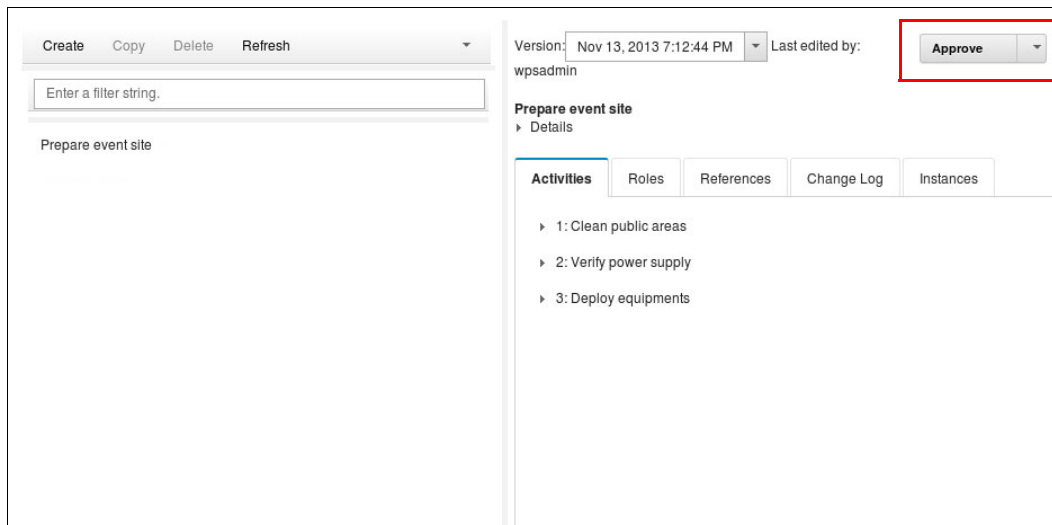 Create Copy Delete Refresh
Enter a filter string.
Prepare event site
Version: Nov 13, 2013 7:12:44 PM Last edited by:
wpsadmin
Approve
Prepare event site
Details
Activities Roles References Change Log Instances
1: Clean public areas
2: Verify power supply
3: Deploy equipments